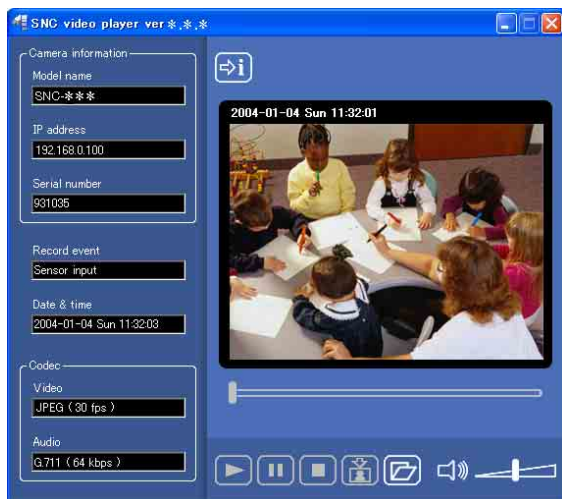 SNC video player ver *.*.*
Camera information
Model name
SNC-***
IP address
192.168.0.100
Serial number
931035
Record event
Sensor input
Date & time
2004-01-04 Sun 11:32:03
Codec
Video
JPEG ( 30 fps )
Audio
G.711 ( 64 kbps )
i
2004-01-04 Sun 11:32:01